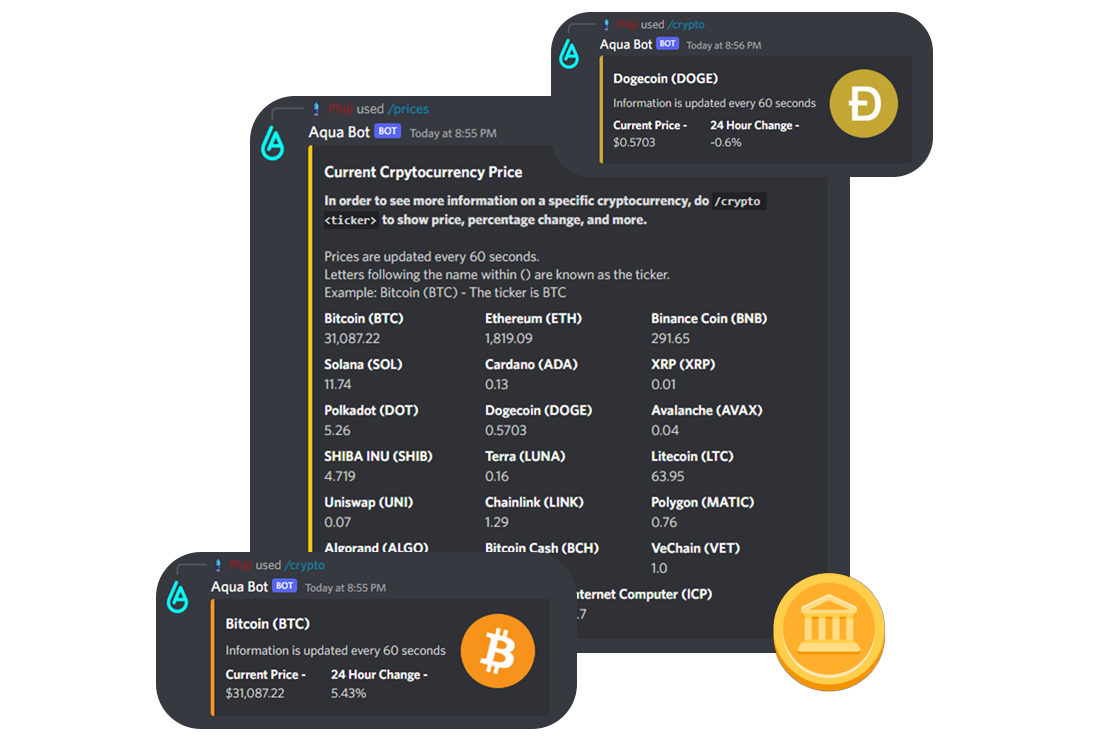 Phiji used /crypto
Aqua Bot BOT Today at 8:56 PM
Dogecoin (DOGE)
Information is updated every 60 seconds
Current Price - 24 Hour Change -
$0.5703 -0.6%
Phiji used /prices
Aqua Bot BOT Today at 8:55 PM
Current Crpytocurrency Price
In order to see more information on a specific cryptocurrency, do /crypto
<ticker> to show price, percentage change, and more.
Prices are updated every 60 seconds.
Letters following the name within () are known as the ticker.
Example: Bitcoin (BTC) - The ticker is BTC
Bitcoin (BTC) Ethereum (ETH) Binance Coin (BNB)
31,087.22 1,819.09 291.65
Solana (SOL) Cardano (ADA) XRP (XRP)
11.74 0.13 0.01
Polkadot (DOT) Dogecoin (DOGE) Avalanche (AVAX)
5.26 0.5703 0.04
SHIBA INU (SHIB) Terra (LUNA) Litecoin (LTC)
4.719 0.16 63.95
Uniswap (UNI) Chainlink (LINK) Polygon (MATIC)
0.07 1.29 0.76
Algorand (ALGO) Bitcoin Cash (BCH) VeChain (VET)
1.0
Computer (ICP)
Phiji used /crypto
Aqua Bot BOT Today at 8:55 PM
Bitcoin (BTC)
Information is updated every 60 seconds
Current Price - 24 Hour Change -
$31,087.22 5.43%